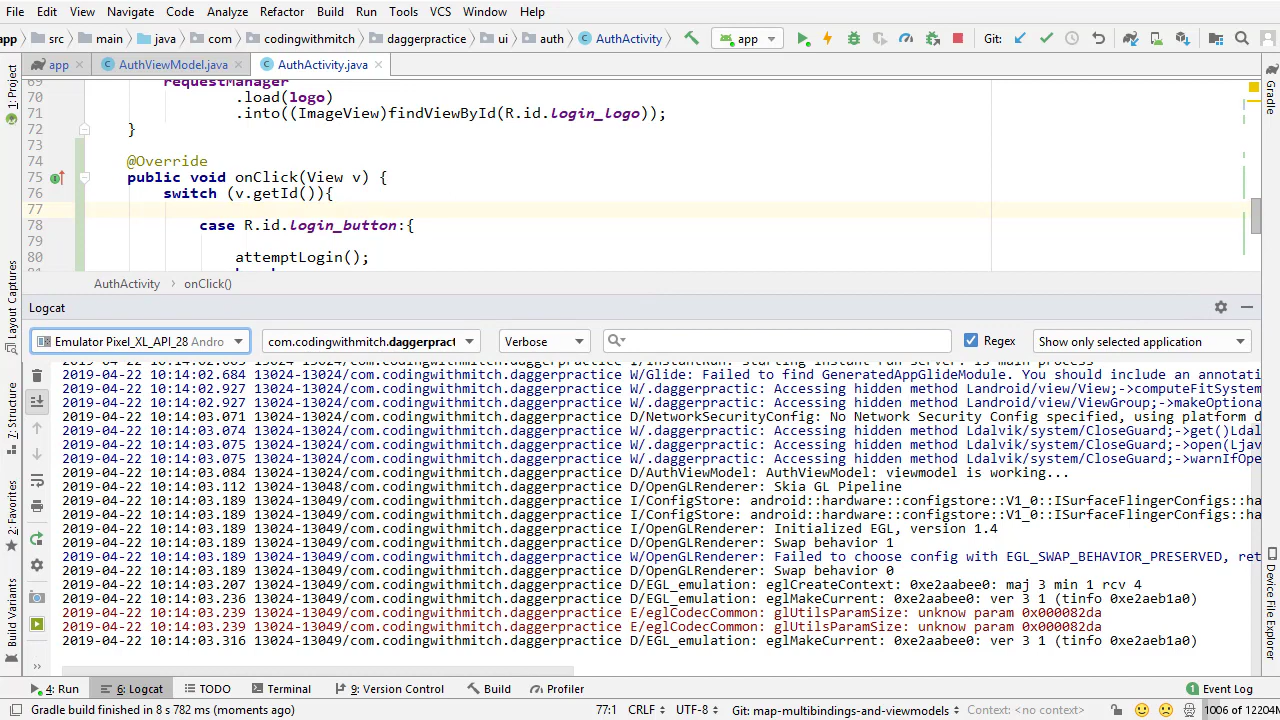 File Edit View Navigate Code Analyze Refactor Build Run Tools VCS Window Help
app src main java com codingwithmitch daggerpractice ui auth AuthActivity app Git:
app AuthViewModel.java AuthActivity.java
69 requestManager
70 .load(logo)
71 .into((ImageView)findViewById(R.id.login_logo));
72 }
73
74 @Override
75 public void onClick(View v) {
76 switch (v.getId()){
77
78 case R.id.login_button:{
79
80 attemptLogin();
AuthActivity › onClick()
Logcat
Emulator Pixel_XL_API_28 Andro com.codingwithmitch.daggerpract Verbose Regex Show only selected application
2019-04-22 10:14:02.684 13024-13024/com.codingwithmitch.daggerpractice W/Glide: Failed to find GeneratedAppGlideModule. You should include an annotati
2019-04-22 10:14:02.927 13024-13024/com.codingwithmitch.daggerpractice W/.daggerpractic: Accessing hidden method Landroid/view/View;->computeFitSystem
2019-04-22 10:14:02.927 13024-13024/com.codingwithmitch.daggerpractice W/.daggerpractic: Accessing hidden method Landroid/view/ViewGroup;->makeOptiona
2019-04-22 10:14:03.071 13024-13024/com.codingwithmitch.daggerpractice D/NetworkSecurityConfig: No Network Security Config specified, using platform d
2019-04-22 10:14:03.074 13024-13024/com.codingwithmitch.daggerpractice W/.daggerpractic: Accessing hidden method Ldalvik/system/CloseGuard;->get()Ldal
2019-04-22 10:14:03.075 13024-13024/com.codingwithmitch.daggerpractice W/.daggerpractic: Accessing hidden method Ldalvik/system/CloseGuard;->open(Ljav
2019-04-22 10:14:03.075 13024-13024/com.codingwithmitch.daggerpractice W/.daggerpractic: Accessing hidden method Ldalvik/system/CloseGuard;->warnIfOpe
2019-04-22 10:14:03.084 13024-13024/com.codingwithmitch.daggerpractice D/AuthViewModel: AuthViewModel: viewmodel is working...
2019-04-22 10:14:03.112 13024-13048/com.codingwithmitch.daggerpractice D/OpenGLRenderer: Skia GL Pipeline
2019-04-22 10:14:03.189 13024-13049/com.codingwithmitch.daggerpractice I/ConfigStore: android::hardware::configstore::V1_0::ISurfaceFlingerConfigs::ha
2019-04-22 10:14:03.189 13024-13049/com.codingwithmitch.daggerpractice I/ConfigStore: android::hardware::configstore::V1_0::ISurfaceFlingerConfigs::ha
2019-04-22 10:14:03.189 13024-13049/com.codingwithmitch.daggerpractice I/OpenGLRenderer: Initialized EGL, version 1.4
2019-04-22 10:14:03.189 13024-13049/com.codingwithmitch.daggerpractice D/OpenGLRenderer: Swap behavior 1
2019-04-22 10:14:03.189 13024-13049/com.codingwithmitch.daggerpractice W/OpenGLRenderer: Failed to choose config with EGL_SWAP_BEHAVIOR_PRESERVED, ret
2019-04-22 10:14:03.189 13024-13049/com.codingwithmitch.daggerpractice D/OpenGLRenderer: Swap behavior 0
2019-04-22 10:14:03.207 13024-13049/com.codingwithmitch.daggerpractice D/EGL_emulation: eglCreateContext: 0xe2aabee0: maj 3 min 1 rcv 4
2019-04-22 10:14:03.236 13024-13049/com.codingwithmitch.daggerpractice D/EGL_emulation: eglMakeCurrent: 0xe2aabee0: ver 3 1 (tinfo 0xe2aeb1a0)
2019-04-22 10:14:03.239 13024-13049/com.codingwithmitch.daggerpractice E/eglCodecCommon: glUtilsParamSize: unknow param 0x000082da
2019-04-22 10:14:03.239 13024-13049/com.codingwithmitch.daggerpractice E/eglCodecCommon: glUtilsParamSize: unknow param 0x000082da
2019-04-22 10:14:03.316 13024-13049/com.codingwithmitch.daggerpractice D/EGL_emulation: eglMakeCurrent: 0xe2aabee0: ver 3 1 (tinfo 0xe2aeb1a0)
4: Run 6: Logcat TODO Terminal 9: Version Control Build Profiler 1 Event Log
Gradle build finished in 8 s 782 ms (moments ago) 77:1 CRLF UTF-8 Git: map-multibindings-and-viewmodels Context: <no context> 1006 of 12204M
1: Project
Layout Captures
7: Structure
2: Favorites
Build Variants
Gradle
Device File Explorer